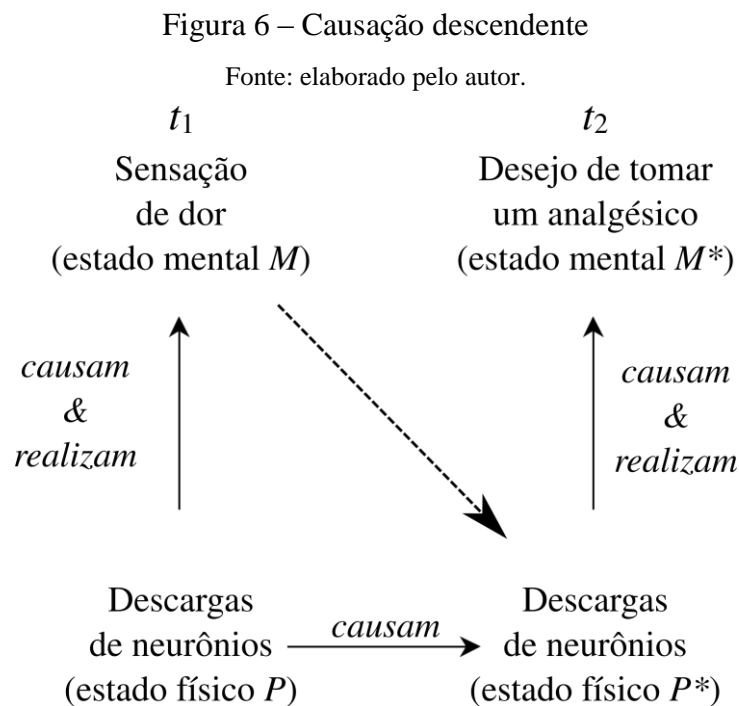 Figura 6 – Causação descendente
Fonte: elaborado pelo autor.
t1
t2
Sensação
de dor
(estado mental M)
Desejo de tomar
um analgésico
(estado mental M*)
causam
&
realizam
causam
&
realizam
Descargas
de neurônios
(estado físico P)
causam
Descargas
de neurônios
(estado físico P*)